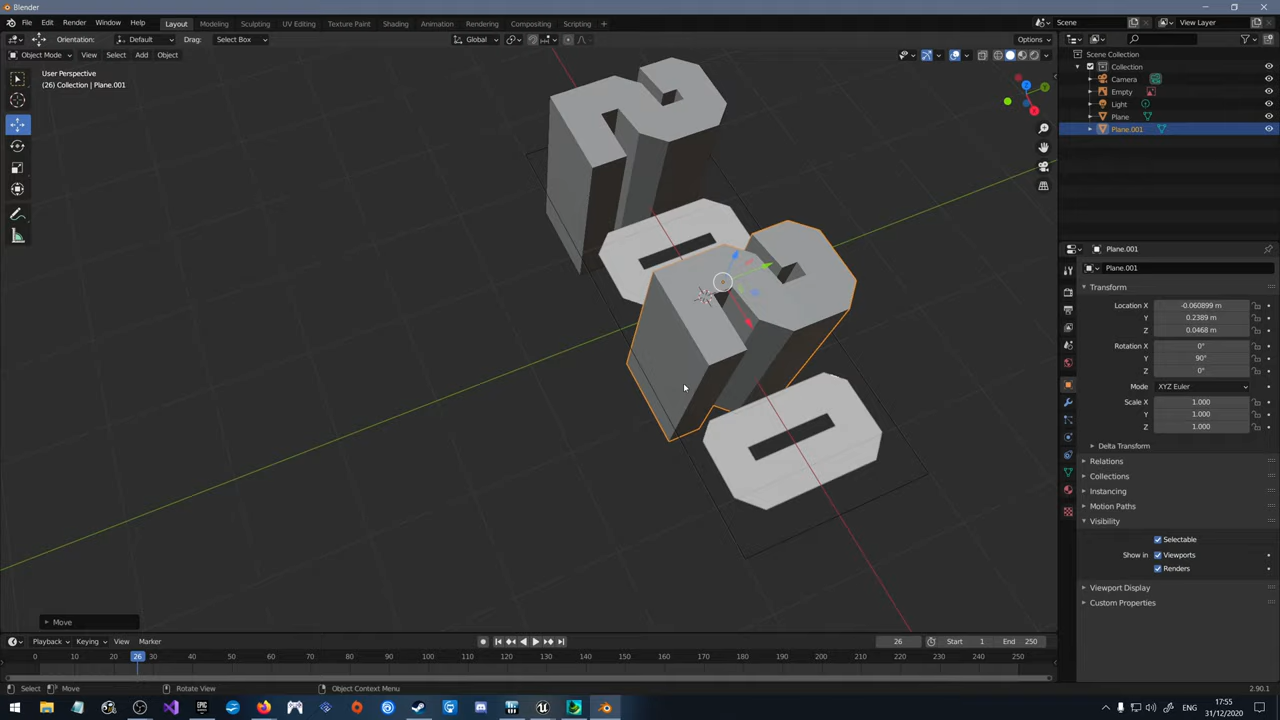 Blender
File Edit Render Window Help Layout Modeling Sculpting UV Editing Texture Paint Shading Animation Rendering Compositing Scripting + Scene View Layer
Orientation: Default Drag: Select Box Global Options
Object Mode View Select Add Object
User Perspective
(26) Collection | Plane.001
Scene Collection
Collection
Camera
Empty
Light
Plane
Plane.001
2 0 2 0
Plane.001
Plane.001
Transform
Location X -0.060899 m
Y 0.2389 m
Z 0.0468 m
Rotation X 0°
Y 90°
Z 0°
Mode XYZ Euler
Scale X 1.000
Y 1.000
Z 1.000
Delta Transform
Relations
Collections
Instancing
Motion Paths
Visibility
Selectable
Show in Viewports
Renders
Viewport Display
Custom Properties
Move
Playback Keying View Marker 26 Start 1 End 250
0 10 20 26 30 40 50 60 70 80 90 100 110 120 130 140 150 160 170 180 190 200 210 220 230 240 250
Select Move Rotate View Object Context Menu 2.90.1
ENG 17:55
31/12/2020